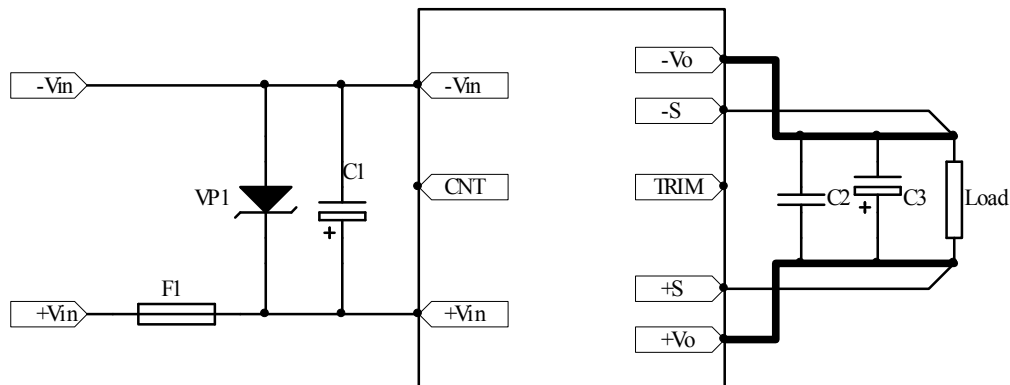 -Vo
-Vin
-Vin
-S
C1
VP1
CNT
TRIM
C2
C3
Load
+
+
F1
+S
+Vin
+Vin
+Vo